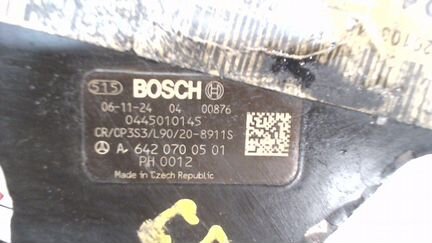 515 BOSCH
06-11-24 04 00876
0445010145
CR/CP3S3/L90/20-8911S
A 642 070 05 01
PH 0012
Made in Czech Republic